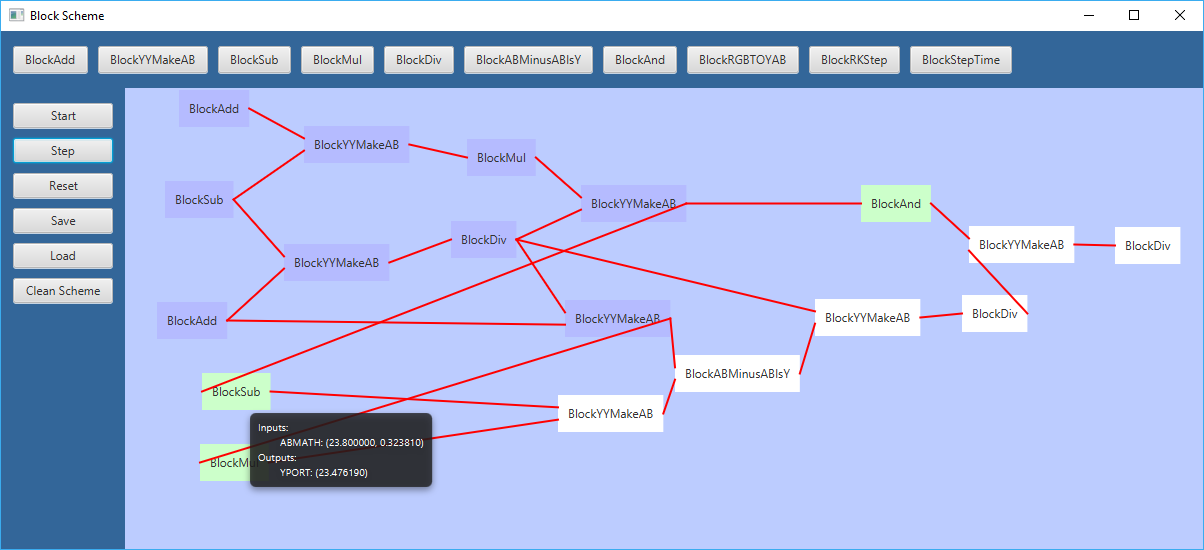 Block Scheme
BlockAdd BlockYYMakeAB BlockSub BlockMul BlockDiv BlockABMinusABIsY BlockAnd BlockRGBTOYAB BlockRKStep BlockStepTime
Start
Step
Reset
Save
Load
Clean Scheme
BlockAdd
BlockYYMakeAB
BlockMul
BlockSub
BlockYYMakeAB
BlockAnd
BlockDiv
BlockYYMakeAB
BlockDiv
BlockYYMakeAB
BlockAdd
BlockYYMakeAB
BlockYYMakeAB
BlockDiv
BlockABMinusABIsY
BlockSub
BlockYYMakeAB
BlockMul
Inputs:
ABMATH: (23.800000, 0.323810)
Outputs:
YPORT: (23.476190)